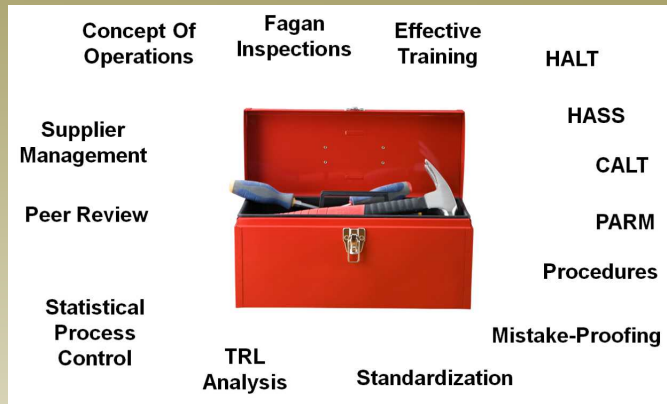 Concept Of
Operations
Fagan
Inspections
Effective
Training
HALT
HASS
Supplier
Management
CALT
Peer Review
PARM
Procedures
Statistical
Process
Control
Mistake-Proofing
TRL
Analysis
Standardization